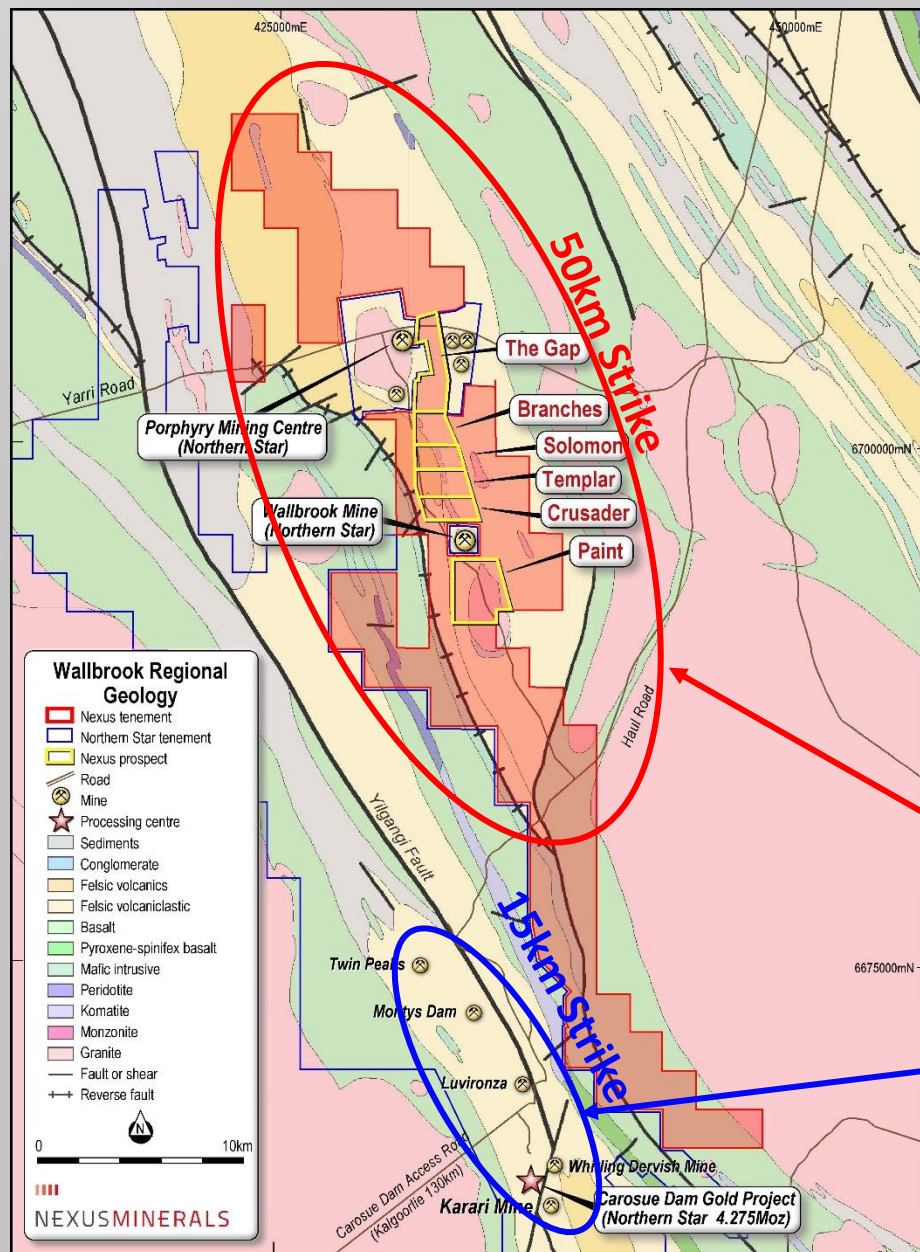 425000mE
450000mE
50km Strike
The Gap
Branches
Yarri Road
Porphyry Mining Centre
(Northern Star)
Solomon
6700000mN
Templar
Wallbrook Mine
(Northern Star)
Crusader
Paint
Wallbrook Regional
Geology
Nexus tenement
Northern Star tenement
Nexus prospect
Road
Mine
Processing centre
Sediments
Conglomerate
Felsic volcanics
Felsic volcaniclastic
Basalt
Pyroxene-spinifex basalt
Mafic intrusive
Peridotite
Komatite
Monzonite
Granite
Fault or shear
Reverse fault
N
0 10km
NEXUSMINERALS
Haul Road
Yilgangi Fault
15km Strike
Twin Peaks
6675000mN
Mortys Dam
Luvironza
Carosue Dam Access Road
(Kalgoorlie 130km)
Whirling Dervish Mine
Karari Mine
Carosue Dam Gold Project
(Northern Star 4.275Moz)